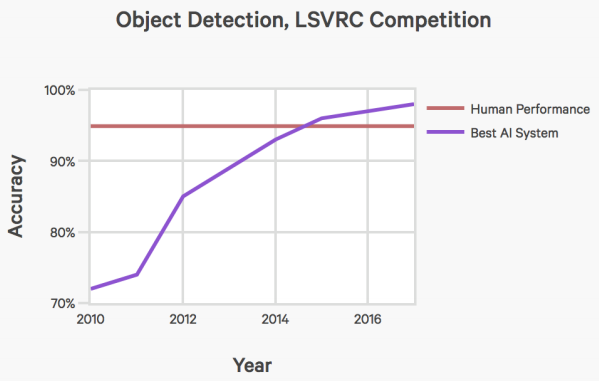 Object Detection, LSVRC Competition
100%
90%
80%
70%
Accuracy
2010 2012 2014 2016
Year
Human Performance
Best AI System